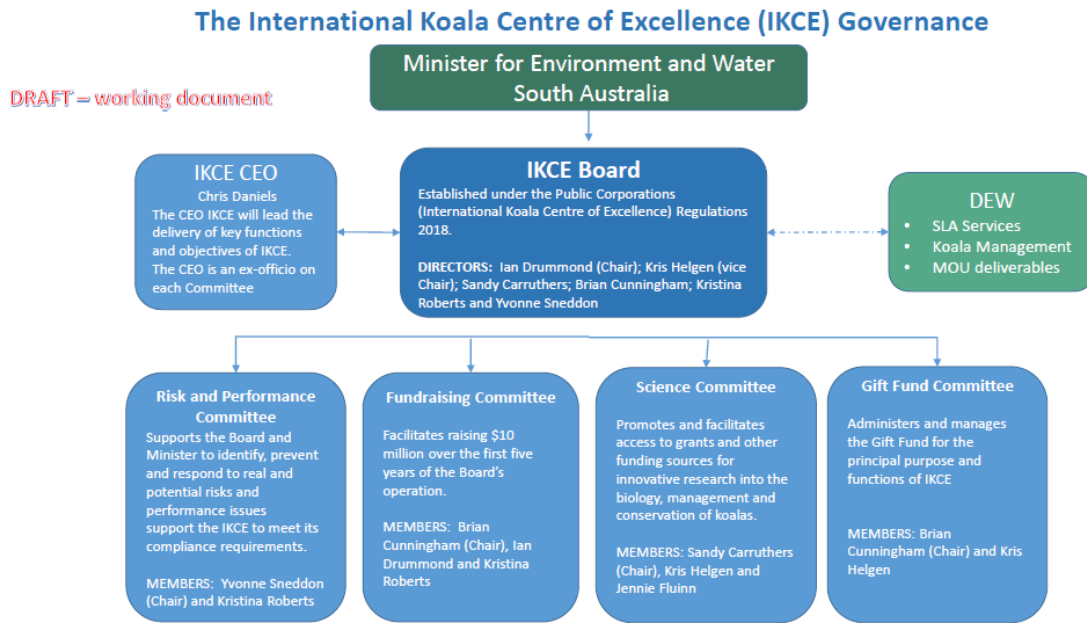 The International Koala Centre of Excellence (IKCE) Governance
Minister for Environment and Water
South Australia
DRAFT – working document
IKCE CEO
Chris Daniels
The CEO IKCE will lead the
delivery of key functions
and objectives of IKCE.
The CEO is an ex-officio on
each Committee
IKCE Board
Established under the Public Corporations
(International Koala Centre of Excellence) Regulations
2018.
DIRECTORS: Ian Drummond (Chair); Kris Helgen (vice
Chair); Sandy Carruthers; Brian Cunningham; Kristina
Roberts and Yvonne Sneddon
DEW
• SLA Services
• Koala Management
• MOU deliverables
Risk and Performance
Committee
Supports the Board and
Minister to identify, prevent
and respond to real and
potential risks and
performance issues
support the IKCE to meet its
compliance requirements.
MEMBERS: Yvonne Sneddon
(Chair) and Kristina Roberts
Fundraising Committee
Facilitates raising $10
million over the first five
years of the Board's
operation.
MEMBERS: Brian
Cunningham (Chair), Ian
Drummond and Kristina
Roberts
Science Committee
Promotes and facilitates
access to grants and other
funding sources for
innovative research into the
biology, management and
conservation of koalas.
MEMBERS: Sandy Carruthers
(Chair), Kris Helgen and
Jennie Fluinn
Gift Fund Committee
Administers and manages
the Gift Fund for the
principal purpose and
functions of IKCE
MEMBERS: Brian
Cunningham (Chair) and Kris
Helgen